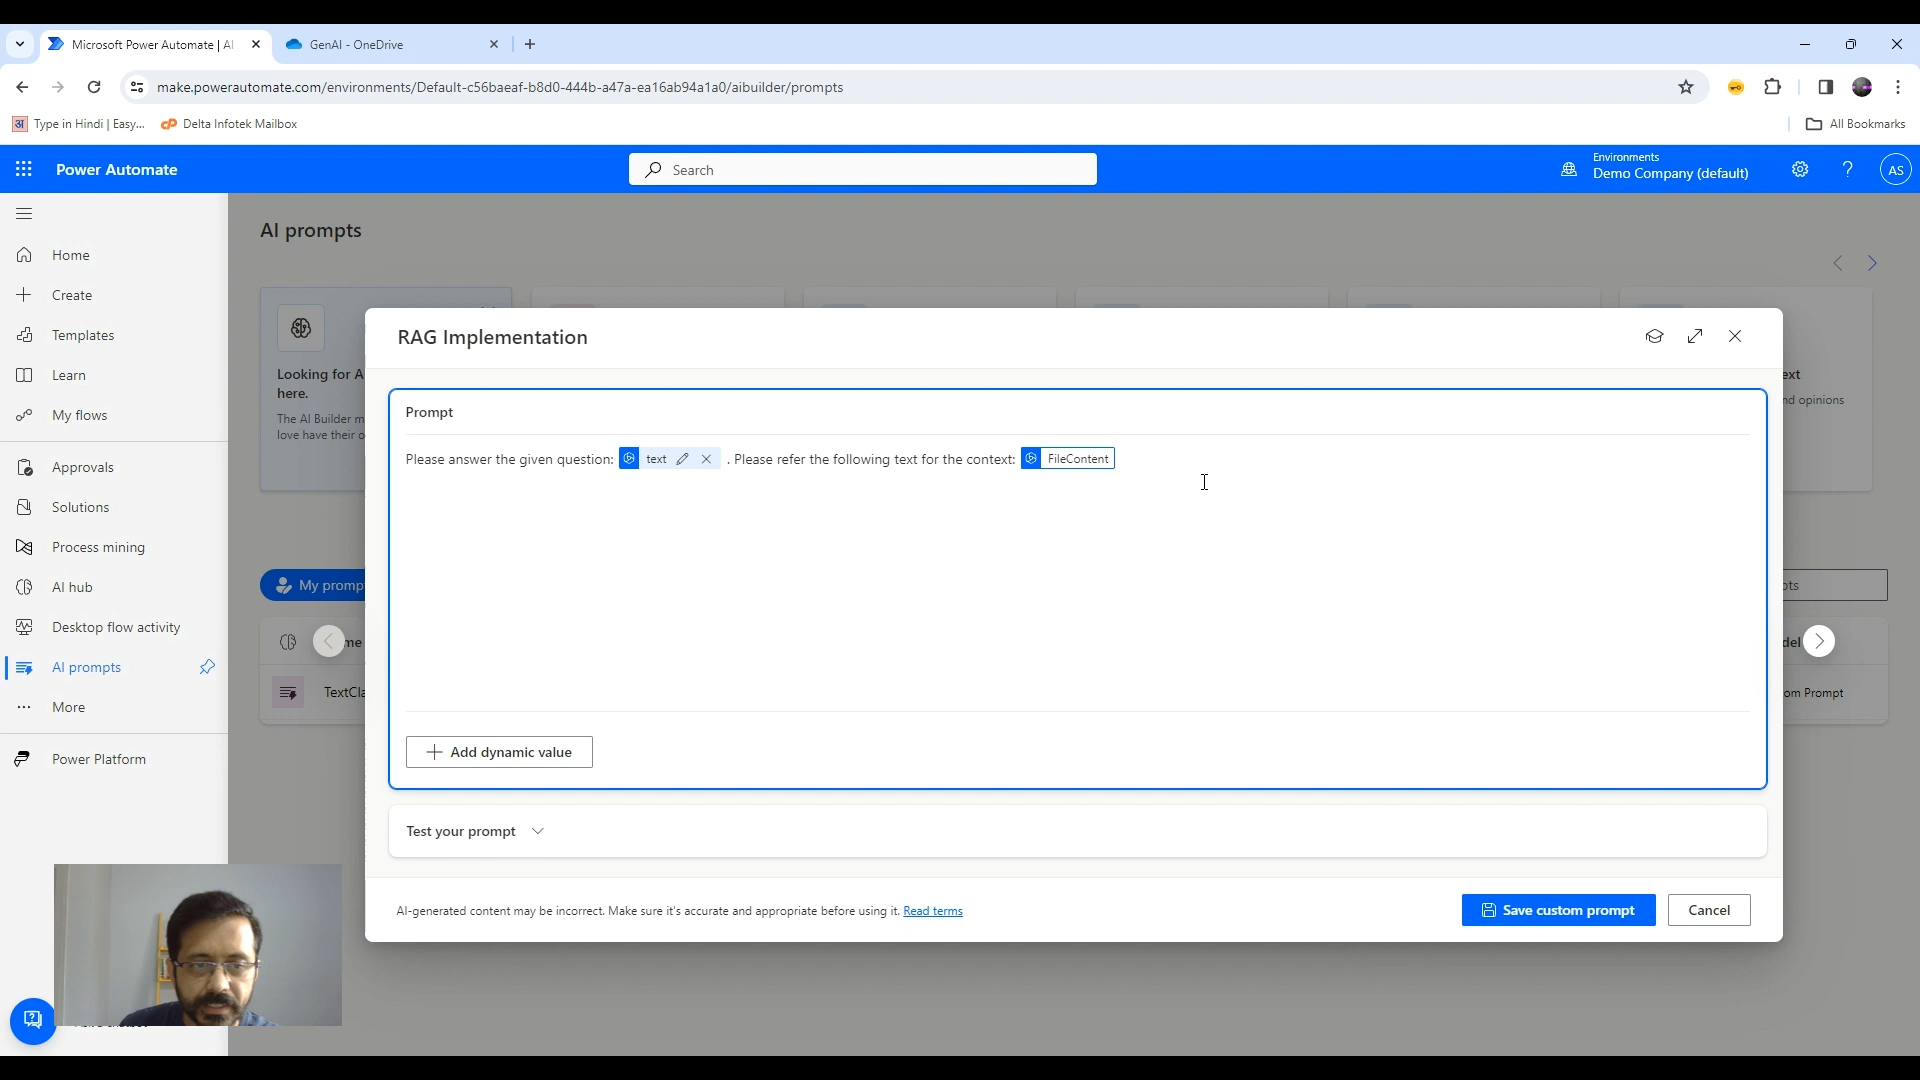 Microsoft Power Automate | AI
GenAI - OneDrive
make.powerautomate.com/environments/Default-c56baeaf-b8d0-444b-a47a-ea16ab94a1a0/aibuilder/prompts
अ Type in Hindi | Easy...
Delta Infotek Mailbox
All Bookmarks
Power Automate
Search
Environments
Demo Company (default)
AS
Home
Create
Templates
Learn
My flows
Approvals
Solutions
Process mining
AI hub
Desktop flow activity
AI prompts
More
Power Platform
AI prompts
Looking for A
here.
The AI Builder m
love have their o
ext
nd opinions
My promp
pts
me
del
TextCla
om Prompt
RAG Implementation
Prompt
Please answer the given question: text . Please refer the following text for the context: FileContent
Add dynamic value
Test your prompt
AI-generated content may be incorrect. Make sure it's accurate and appropriate before using it. Read terms
Save custom prompt
Cancel